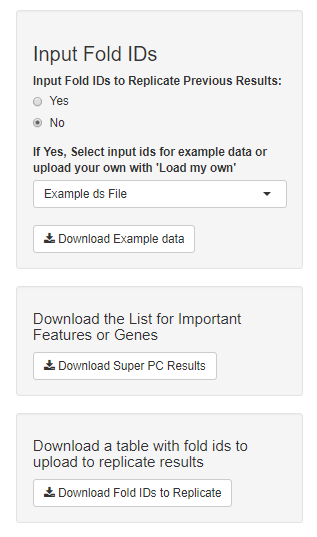 Input Fold IDs
Input Fold IDs to Replicate Previous Results:
Yes
No
If Yes, Select input ids for example data or
upload your own with 'Load my own'
Example ds File
Download Example data
Download the List for Important
Features or Genes
Download Super PC Results
Download a table with fold ids to
upload to replicate results
Download Fold IDs to Replicate